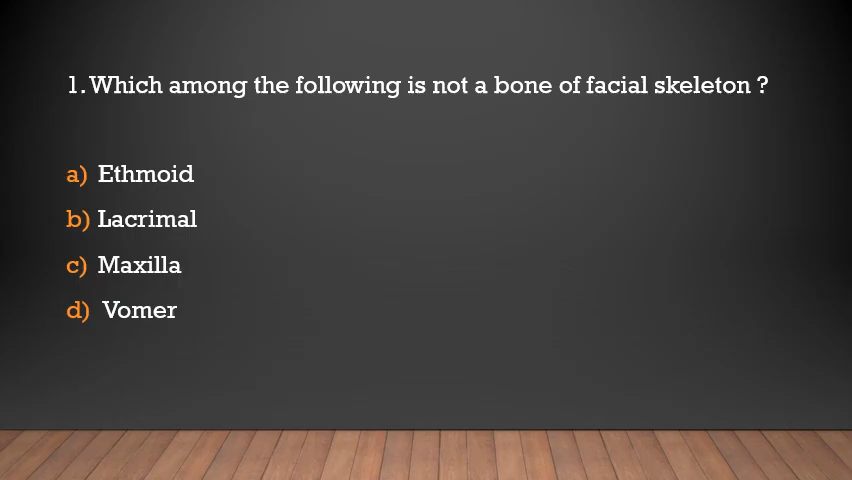 1. Which among the following is not a bone of facial skeleton ?
a) Ethmoid
b) Lacrimal
c) Maxilla
d) Vomer